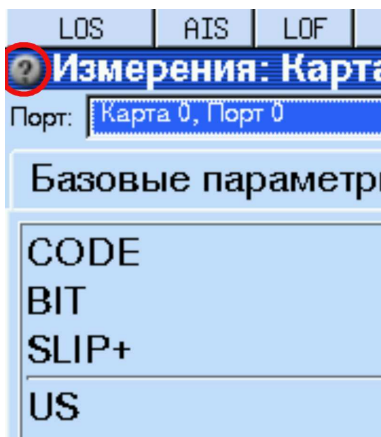 LOS AIS LOF
? Измерения: Карта
Порт: Карта 0, Порт 0
Базовые параметры
CODE
BIT
SLIP+
US